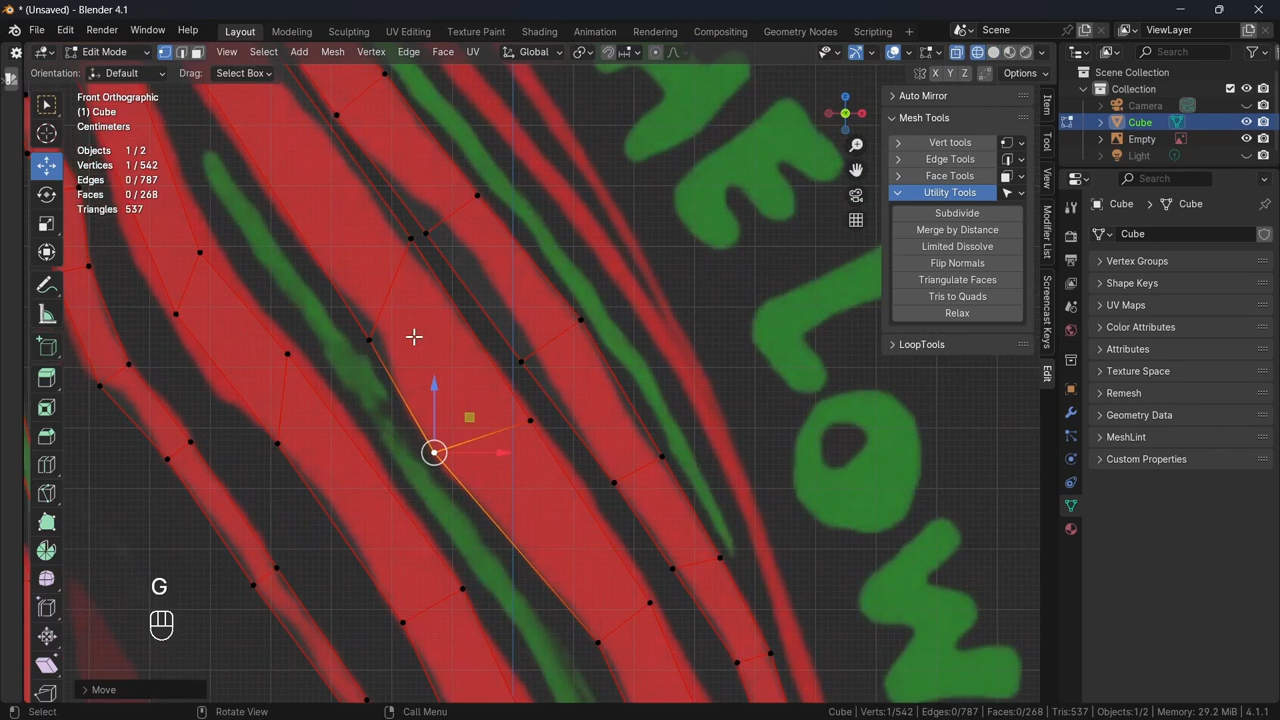 * (Unsaved) - Blender 4.1
File Edit Render Window Help Layout Modeling Sculpting UV Editing Texture Paint Shading Animation Rendering Compositing Geometry Nodes Scripting + Scene ViewLayer
Edit Mode View Select Add Mesh Vertex Edge Face UV Global Search
Orientation: Default Drag: Select Box X Y Z Options
Scene Collection
Collection
Camera
Cube
Empty
Light
Front Orthographic
(1) Cube
Centimeters
Objects 1 / 2
Vertices 1 / 542
Edges 0 / 787
Faces 0 / 268
Triangles 537
Auto Mirror
Mesh Tools
Vert tools
Edge Tools
Face Tools
Utility Tools
Subdivide
Merge by Distance
Limited Dissolve
Flip Normals
Triangulate Faces
Tris to Quads
Relax
LoopTools
Item
Tool
View
Modifier List
Screencast Keys
Edit
Search
Cube Cube
Cube
Vertex Groups
Shape Keys
UV Maps
Color Attributes
Attributes
Texture Space
Remesh
Geometry Data
MeshLint
Custom Properties
E
L
O
W
G
Move
Select Rotate View Call Menu Cube | Verts:1/542 | Edges:0/787 | Faces:0/268 | Tris:537 | Objects:1/2 | Memory: 29.2 MiB | 4.1.1